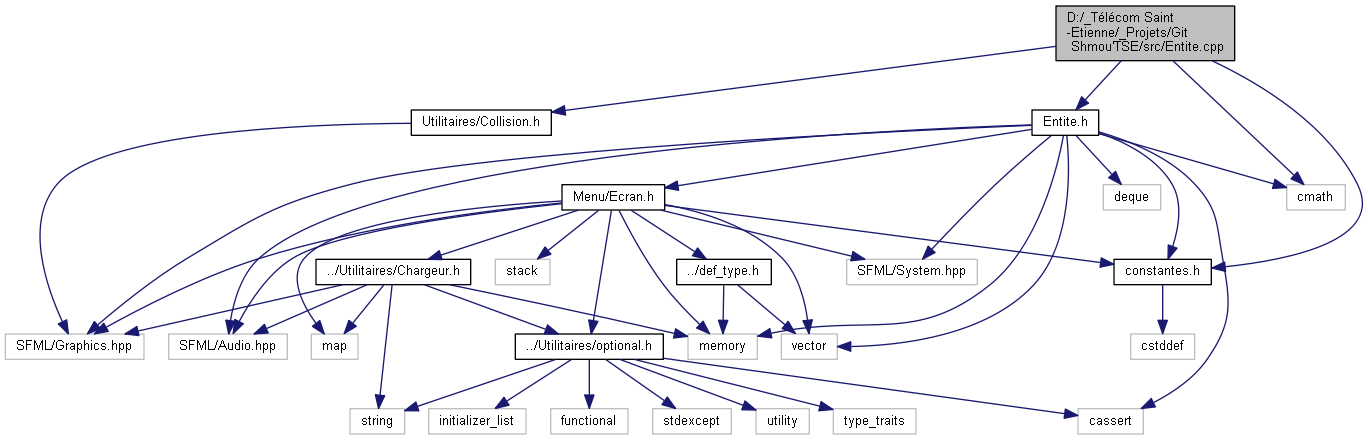 D:/_Télécom Saint
-Etienne/_Projets/Git
ShmouTSE/src/Entite.cpp
Utilitaires/Collision.h
Entite.h
Menu/Ecran.h
deque
cmath
../Utilitaires/Chargeur.h
stack
../def_type.h
SFML/System.hpp
constantes.h
SFML/Graphics.hpp
SFML/Audio.hpp
map
../Utilitaires/optional.h
memory
vector
cstddef
string
initializer_list
functional
stdexcept
utility
type_traits
cassert